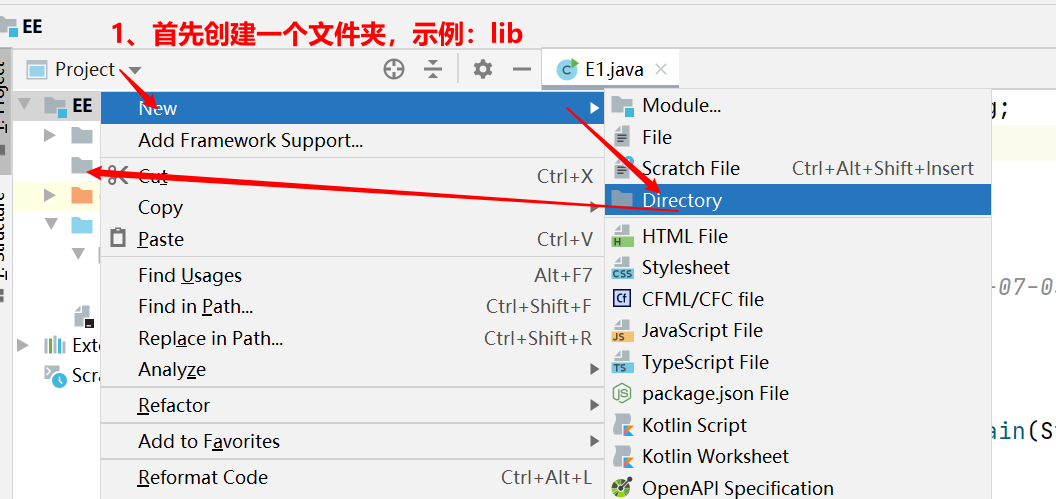 EE
1、首先创建一个文件夹，示例：lib
Project
E1.java
EE
New
Module...
Add Framework Support...
File
Cut Ctrl+X
Scratch File Ctrl+Alt+Shift+Insert
Copy
Directory
Paste Ctrl+V
HTML File
Find Usages Alt+F7
Stylesheet
Find in Path... Ctrl+Shift+F
CFML/CFC file
-07-0
Replace in Path... Ctrl+Shift+R
JavaScript File
Analyze
TypeScript File
package.json File
Refactor
Kotlin Script
ain(S
Add to Favorites
Kotlin Worksheet
Reformat Code Ctrl+Alt+L
OpenAPI Specification
Exte
Scra